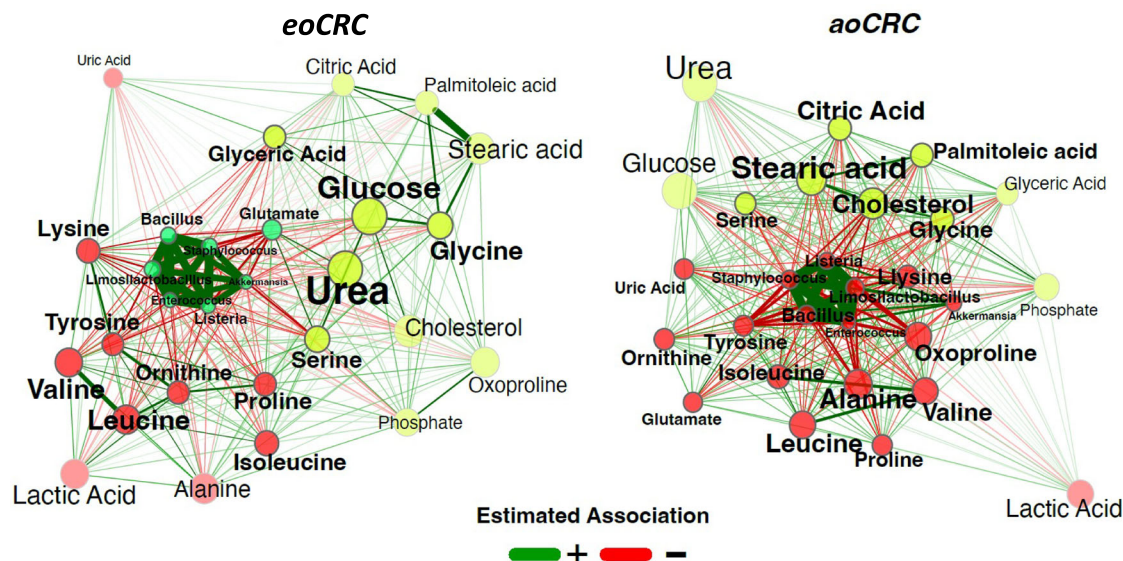 eoCRC
aoCRC
Uric Acid
Citric Acid
Palmitoleic acid
Stearic acid
Glyceric Acid
Glucose
Lysine
Bacillus
Glutamate
Staphylococcus
Glycine
Limosilactobacillus
Akkermansia
Enterococcus
Urea
Listeria
Tyrosine
Cholesterol
Serine
Ornithine
Valine
Proline
Oxoproline
Leucine
Phosphate
Isoleucine
Lactic Acid
Alanine
Urea
Citric Acid
Palmitoleic acid
Glucose
Stearic acid
Glyceric Acid
Cholesterol
Serine
Glycine
Listeria
Uric Acid
Staphylococcus
Llysine
Limosilactobacillus
Phosphate
Bacillus
Akkermansia
Enterococcus
Ornithine
Tyrosine
Oxoproline
Isoleucine
Alanine
Glutamate
Valine
Leucine
Proline
Lactic Acid
Estimated Association
+
−